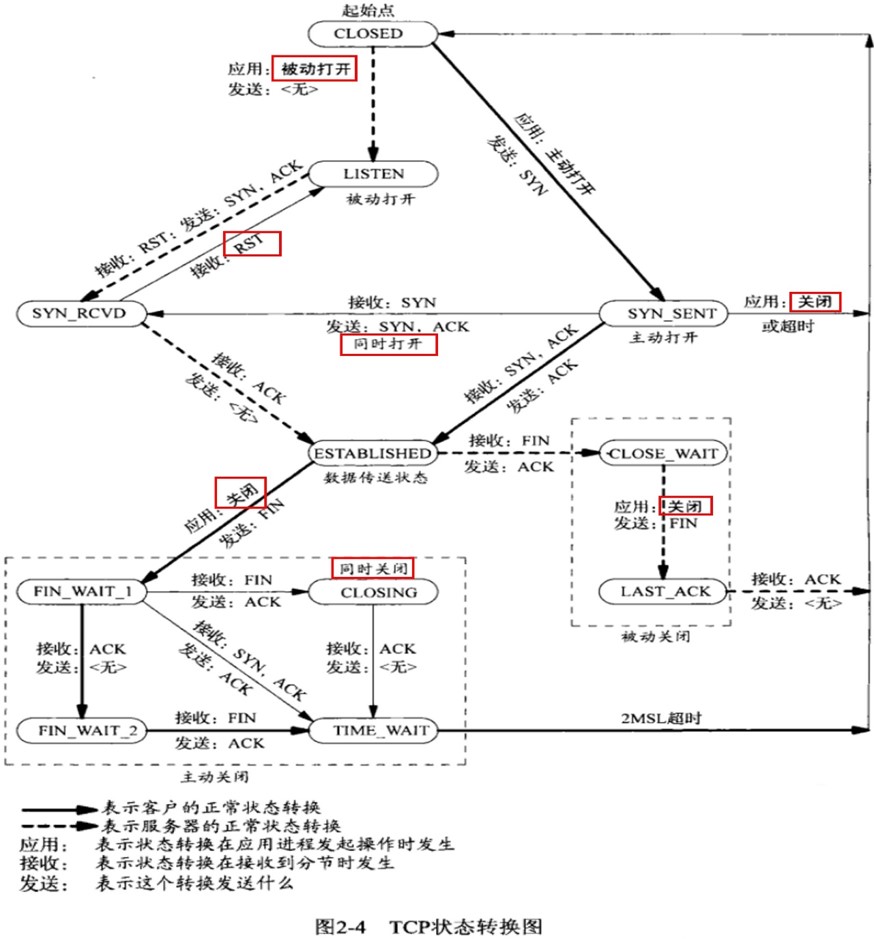 起始点
CLOSED
应用：被动打开
发送：<无>
应用：主动打开
发送：SYN
LISTEN
被动打开
接收：RST；发送：SYN，ACK
接收：RST
SYN_RCVD
接收：SYN
发送：SYN，ACK
同时打开
SYN_SENT
主动打开
应用：关闭
或超时
接收：ACK
发送：<无>
接收：SYN，ACK
发送：ACK
ESTABLISHED
数据传送状态
接收：FIN
发送：ACK
CLOSE_WAIT
应用：关闭
发送：FIN
应用：关闭
发送：FIN
同时关闭
FIN_WAIT_1
接收：FIN
发送：ACK
CLOSING
LAST_ACK
接收：ACK
发送：<无>
被动关闭
接收：ACK
发送：<无>
接收：SYN，ACK
发送：ACK
接收：ACK
发送：<无>
FIN_WAIT_2
接收：FIN
发送：ACK
TIME_WAIT
2MSL超时
主动关闭
表示客户的正常状态转换
表示服务器的正常状态转换
应用： 表示状态转换在应用进程发起操作时发生
接收： 表示状态转换在接收到分节时发生
发送： 表示这个转换发送什么
图2-4 TCP状态转换图